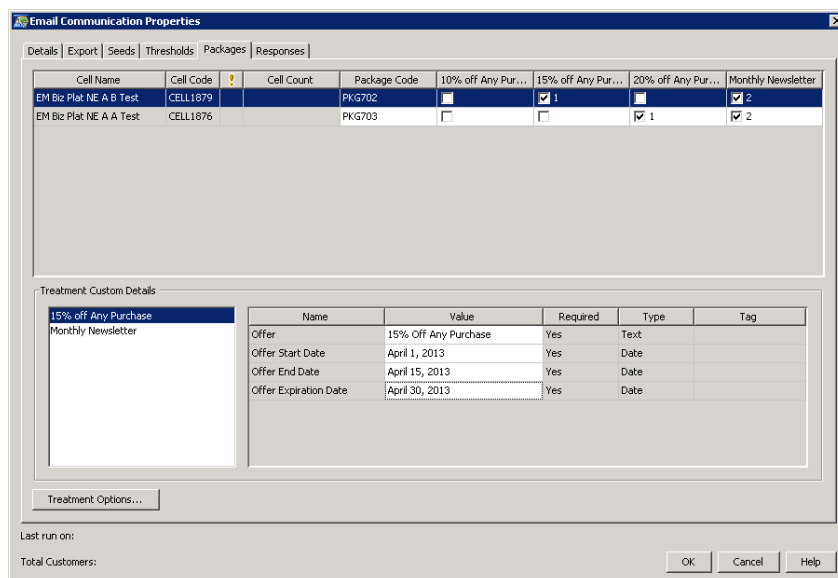 Email Communication Properties
Details Export Seeds Thresholds Packages Responses
Cell Name Cell Code ! Cell Count Package Code 10% off Any Pur... 15% off Any Pur... 20% off Any Pur... Monthly Newsletter
EM Biz Plat NE A B Test CELL1879 PKG702 1 2
EM Biz Plat NE A A Test CELL1876 PKG703 1 2
Treatment Custom Details
15% off Any Purchase
Monthly Newsletter
Name Value Required Type Tag
Offer 15% Off Any Purchase Yes Text
Offer Start Date April 1, 2013 Yes Date
Offer End Date April 15, 2013 Yes Date
Offer Expiration Date April 30, 2013 Yes Date
Treatment Options...
Last run on:
Total Customers:
OK Cancel Help